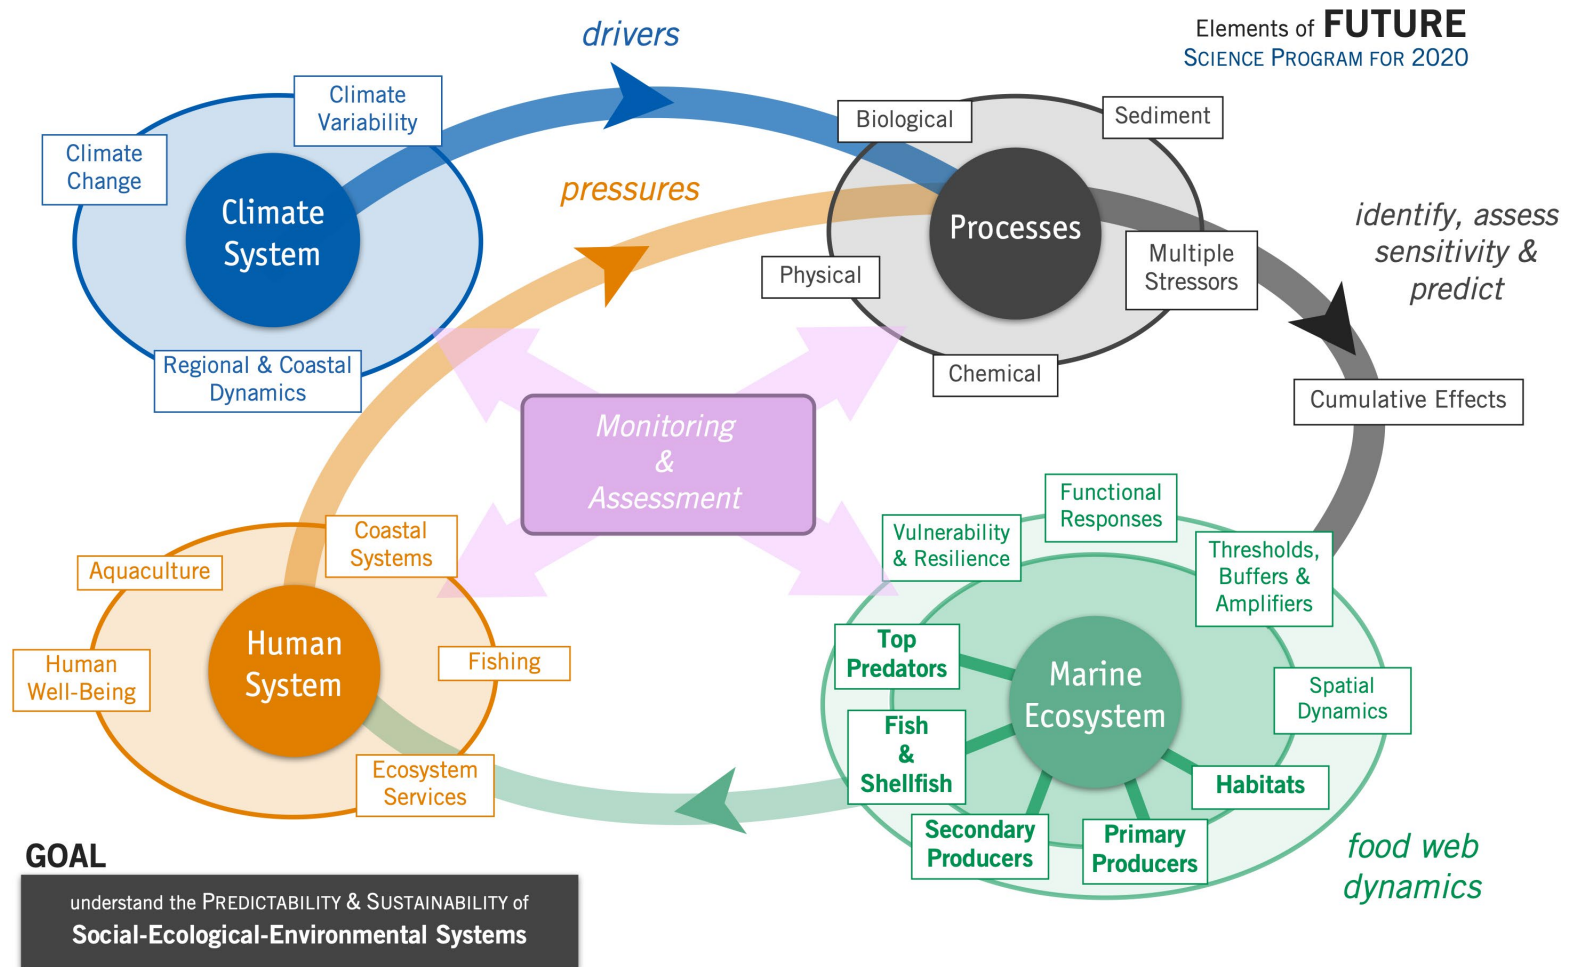 drivers
Elements of FUTURE
SCIENCE PROGRAM FOR 2020
Climate
Variability
Climate
Change
Climate
System
Regional & Coastal
Dynamics
pressures
Biological
Sediment
Processes
Physical
Multiple
Stressors
Chemical
identify, assess
sensitivity &
predict
Cumulative Effects
Monitoring
&
Assessment
Coastal
Systems
Aquaculture
Human
Well-Being
Human
System
Fishing
Ecosystem
Services
Functional
Responses
Vulnerability
& Resilience
Thresholds,
Buffers &
Amplifiers
Top
Predators
Marine
Ecosystem
Spatial
Dynamics
Fish
&
Shellfish
Habitats
Secondary
Producers
Primary
Producers
food web
dynamics
GOAL
understand the PREDICTABILITY & SUSTAINABILITY of
Social-Ecological-Environmental Systems